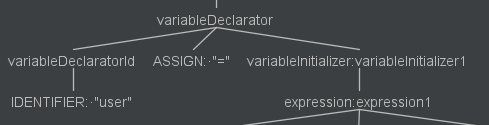 variableDeclarator
variableDeclaratorId ASSIGN:·"=" variableInitializer:variableInitializer1
IDENTIFIER:·"user" expression:expression1